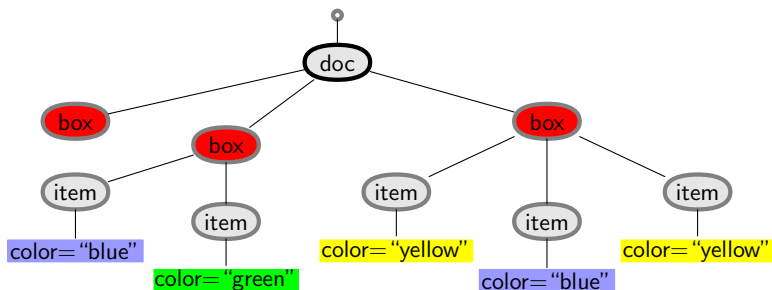 doc
box
box
box
item
item
item
item
item
color=“blue”
color=“green”
color=“yellow”
color=“blue”
color=“yellow”